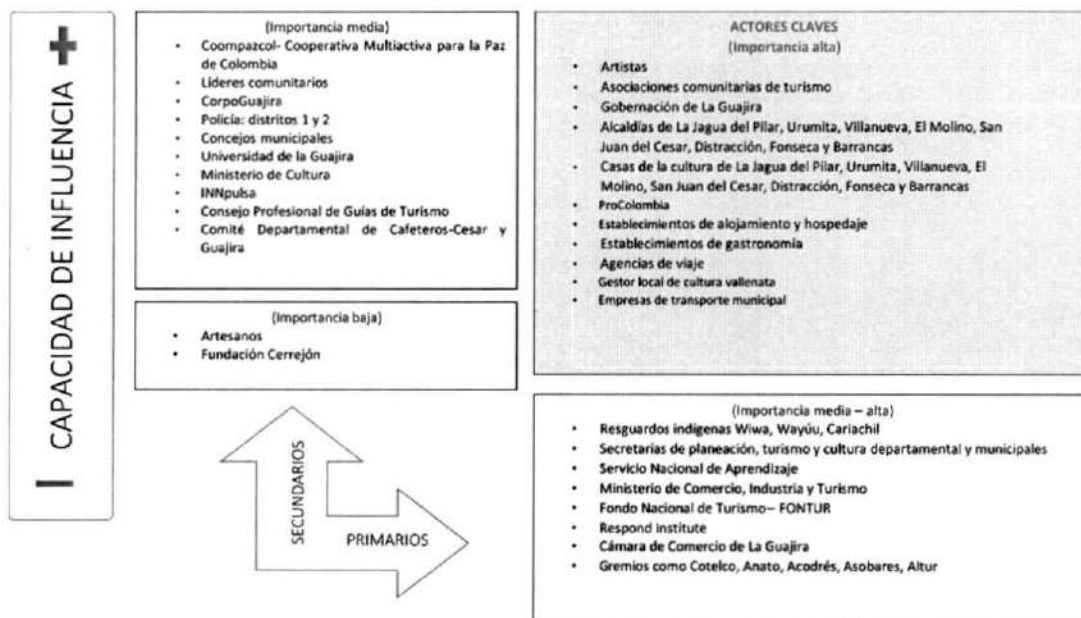 CAPACIDAD DE INFLUENCIA
(Importancia media)
• Coompazcol- Cooperativa Multiactiva para la Paz
de Colombia
• Líderes comunitarios
• CorpoGuajira
• Policía: distritos 1 y 2
• Concejos municipales
• Universidad de la Guajira
• Ministerio de Cultura
• INNpulsa
• Consejo Profesional de Guías de Turismo
• Comité Departamental de Cafeteros-Cesar y
Guajira
(Importancia baja)
• Artesanos
• Fundación Cerrejón
SECUNDARIOS
PRIMARIOS
ACTORES CLAVES
(Importancia alta)
• Artistas
• Asociaciones comunitarias de turismo
• Gobernación de La Guajira
• Alcaldías de La Jagua del Pilar, Urumita, Villanueva, El Molino, San
Juan del Cesar, Distracción, Fonseca y Barrancas
• Casas de la cultura de La Jagua del Pilar, Urumita, Villanueva, El
Molino, San Juan del Cesar, Distracción, Fonseca y Barrancas
• ProColombia
• Establecimientos de alojamiento y hospedaje
• Establecimientos de gastronomía
• Agencias de viaje
• Gestor local de cultura vallenata
• Empresas de transporte municipal
(Importancia media – alta)
• Resguardos indígenas Wiwa, Wayúu, Cariachil
• Secretarías de planeación, turismo y cultura departamental y municipales
• Servicio Nacional de Aprendizaje
• Ministerio de Comercio, Industria y Turismo
• Fondo Nacional de Turismo– FONTUR
• Respond Institute
• Cámara de Comercio de La Guajira
• Gremios como Cotelco, Anato, Acodrés, Asobares, Altur